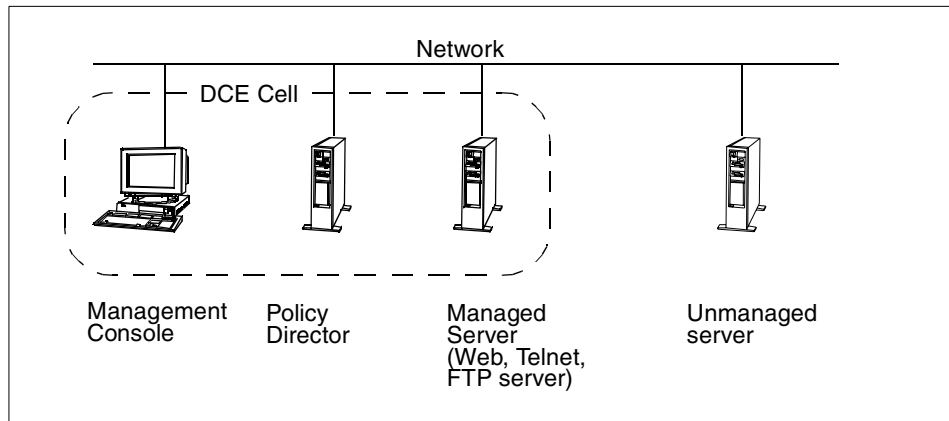 Network
DCE Cell
Management
Console
Policy
Director
Managed
Server
(Web, Telnet,
FTP server)
Unmanaged
server